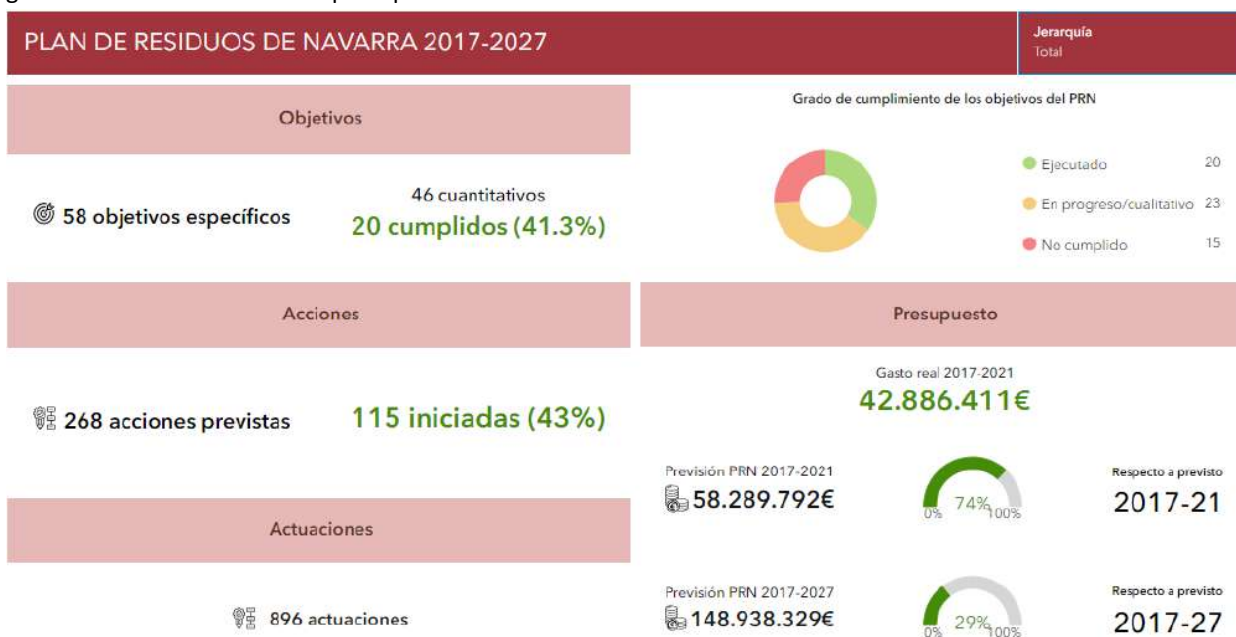 PLAN DE RESIDUOS DE NAVARRA 2017-2027
Jerarquía
Total
Objetivos
58 objetivos específicos
46 cuantitativos
20 cumplidos (41.3%)
Grado de cumplimiento de los objetivos del PRN
Ejecutado 20
En progreso/cualitativo 23
No cumplido 15
Acciones
268 acciones previstas
115 iniciadas (43%)
Presupuesto
Gasto real 2017-2021
42.886.411€
Previsión PRN 2017-2021
58.289.792€
0% 74% 100%
Respecto a previsto
2017-21
Actuaciones
896 actuaciones
Previsión PRN 2017-2027
148.938.329€
0% 29% 100%
Respecto a previsto
2017-27